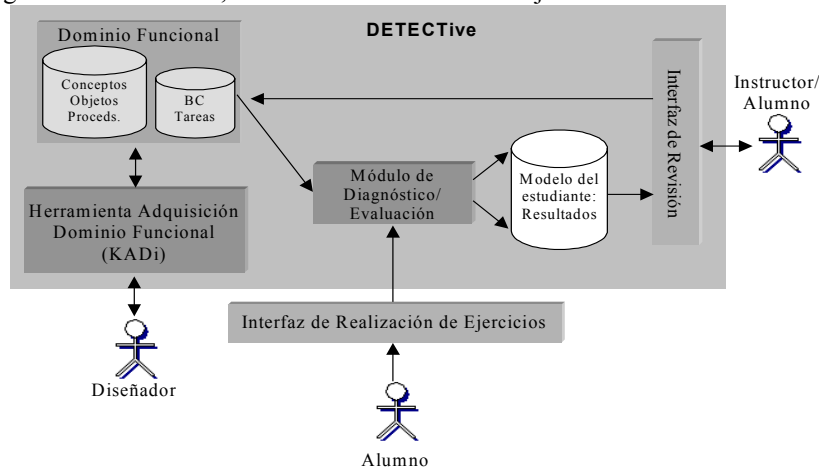 DETECTive
Dominio Funcional
Conceptos
Objetos
Proceds.
BC
Tareas
Interfaz de Revisión
Instructor/
Alumno
Módulo de
Diagnóstico/
Evaluación
Modelo del
estudiante:
Resultados
Herramienta Adquisición
Dominio Funcional
(KADi)
Interfaz de Realización de Ejercicios
Diseñador
Alumno